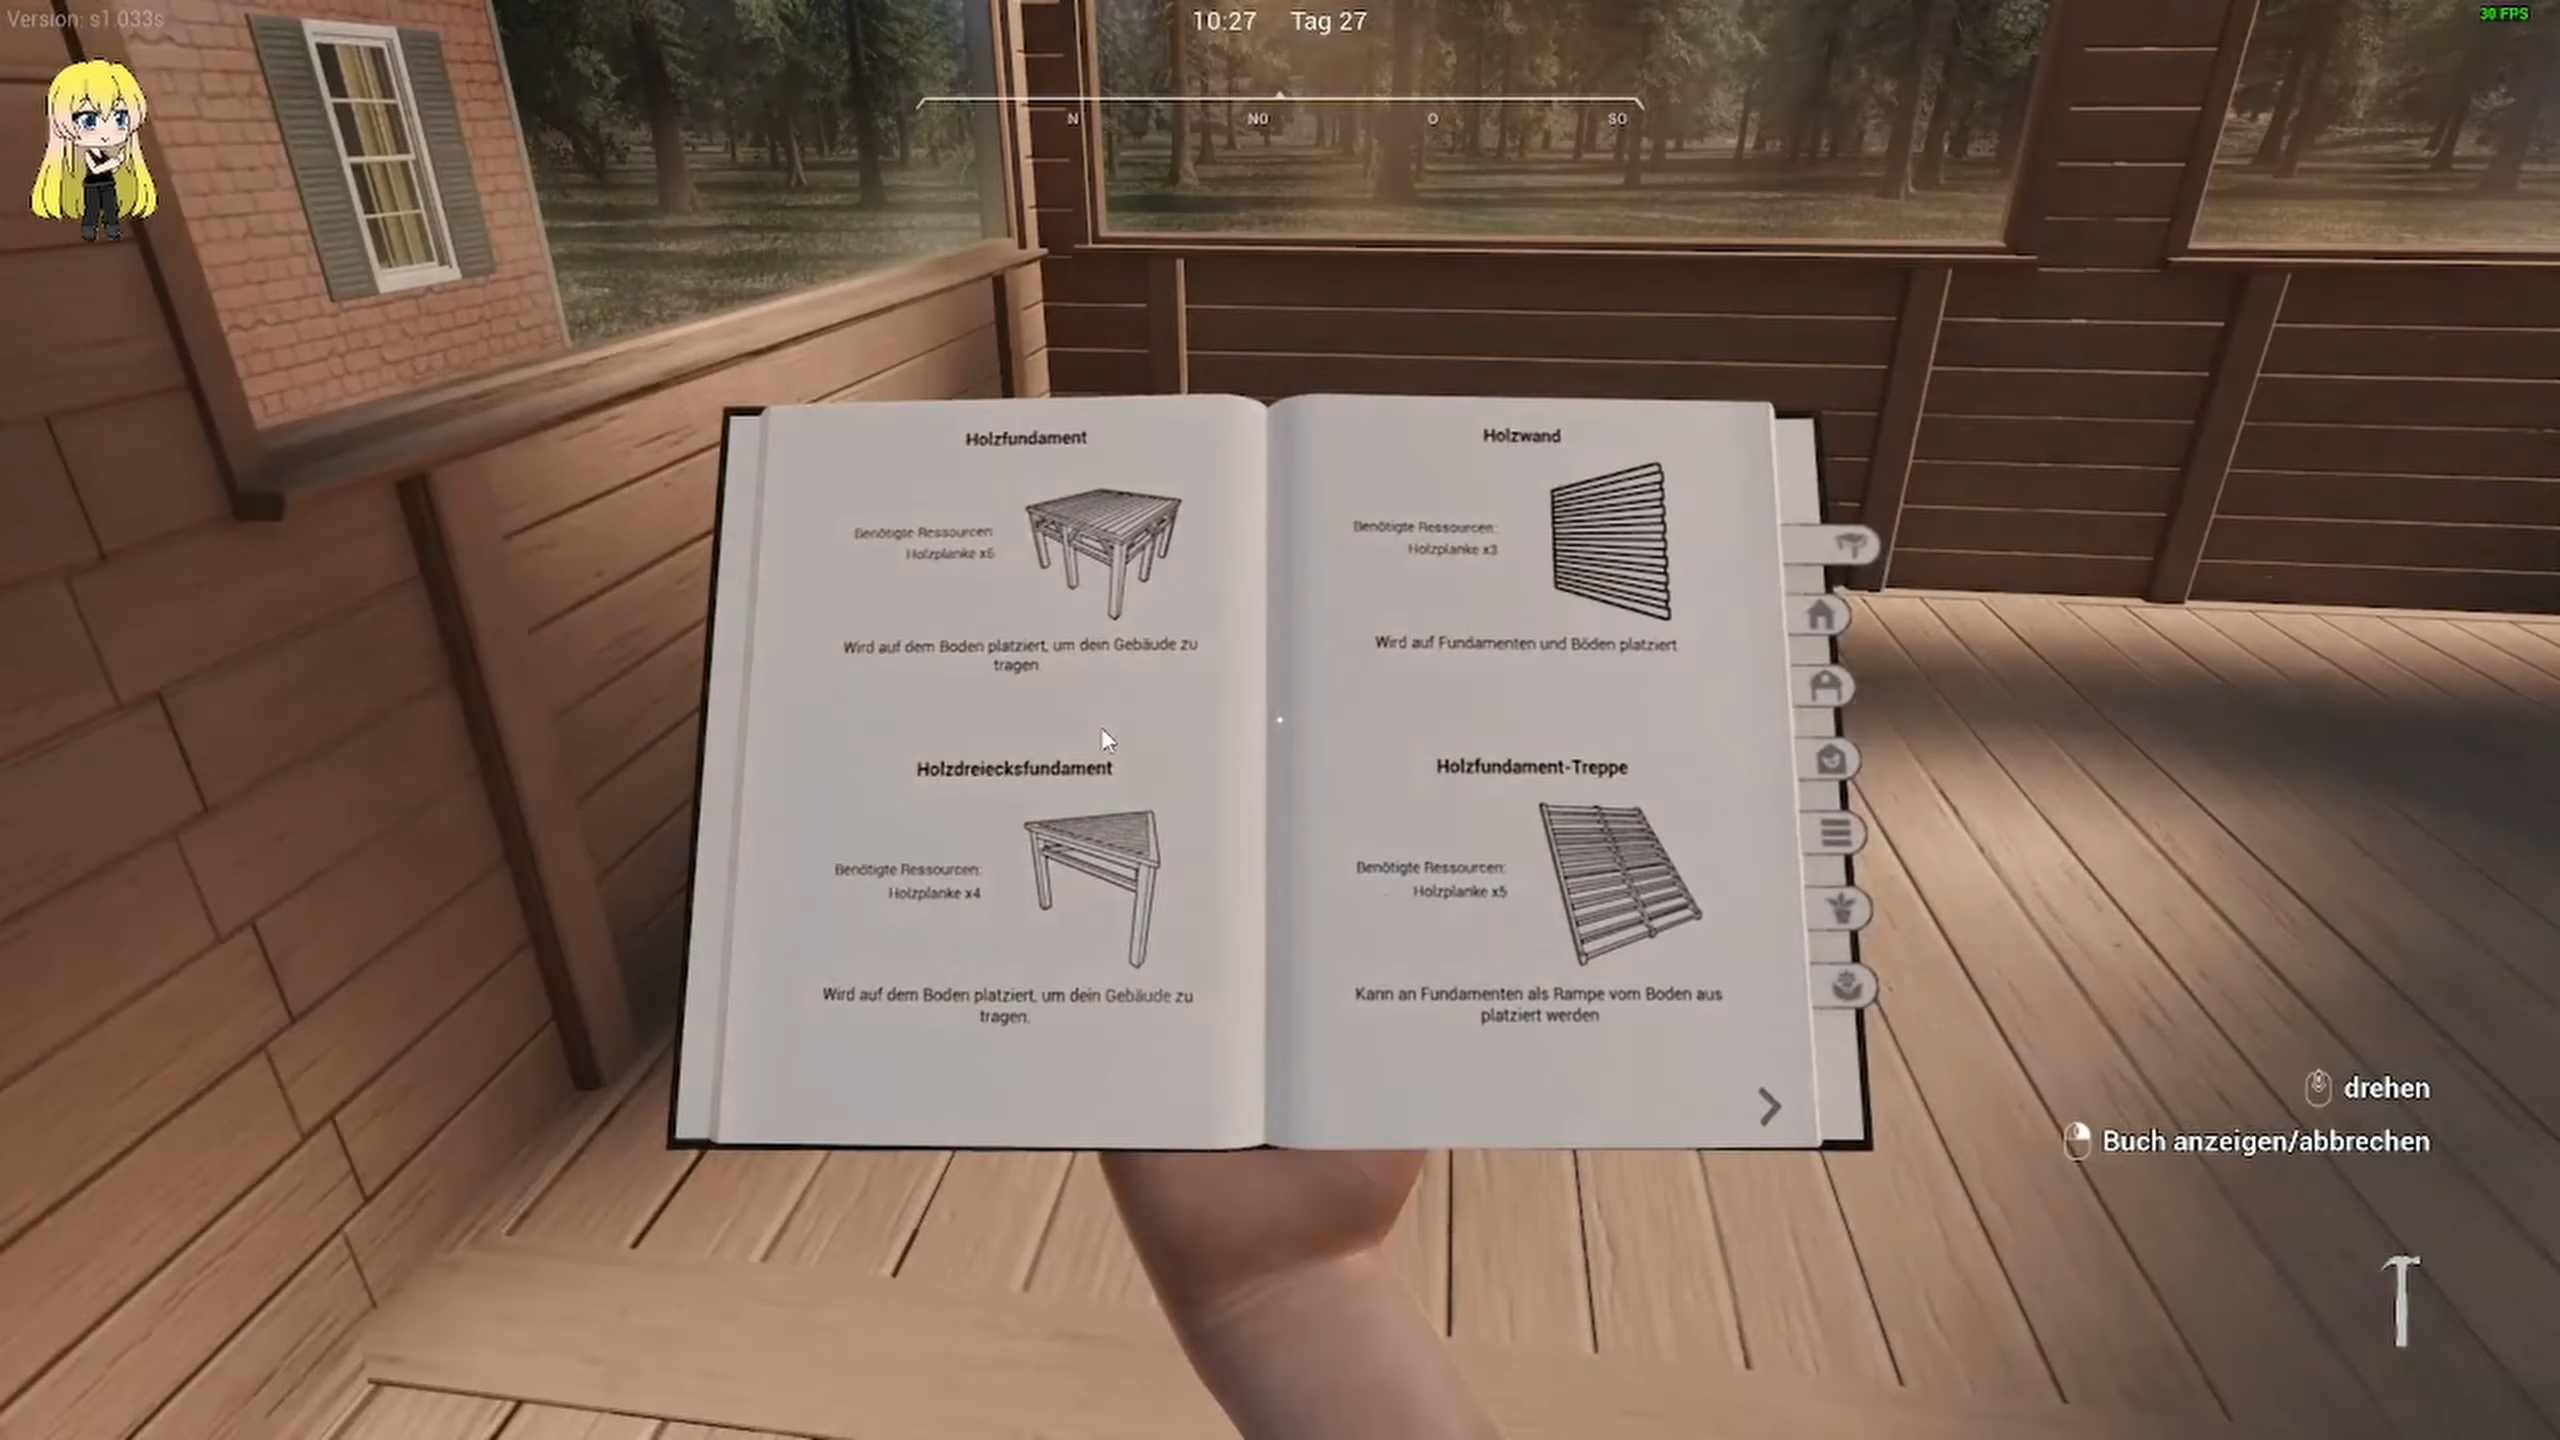 Version: s1.033s
10:27 Tag 27
30 FPS
N NO O SO
Holzfundament
Benötigte Ressourcen:
Holzplanke x6
Wird auf dem Boden platziert, um dein Gebäude zu
tragen.
Holzdreiecksfundament
Benötigte Ressourcen:
Holzplanke x4
Wird auf dem Boden platziert, um dein Gebäude zu
tragen.
Holzwand
Benötigte Ressourcen:
Holzplanke x3
Wird auf Fundamenten und Böden platziert
Holzfundament-Treppe
Benötigte Ressourcen:
Holzplanke x5
Kann an Fundamenten als Rampe vom Boden aus
platziert werden
drehen
Buch anzeigen/abbrechen